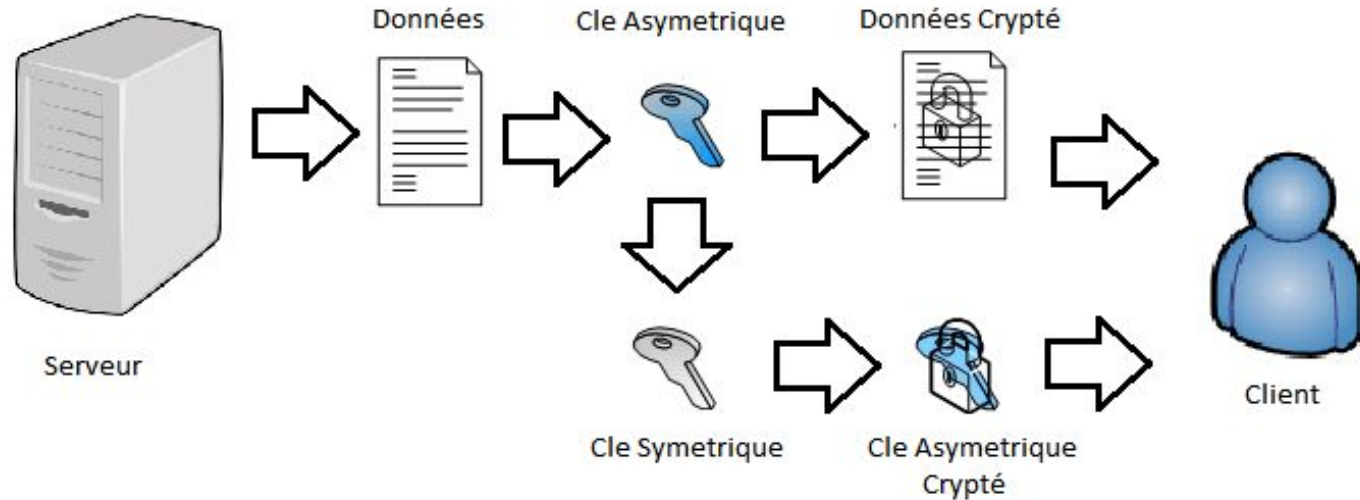 Données
Cle Asymetrique
Données Crypté
Serveur
Client
Cle Symetrique
Cle Asymetrique
Crypté